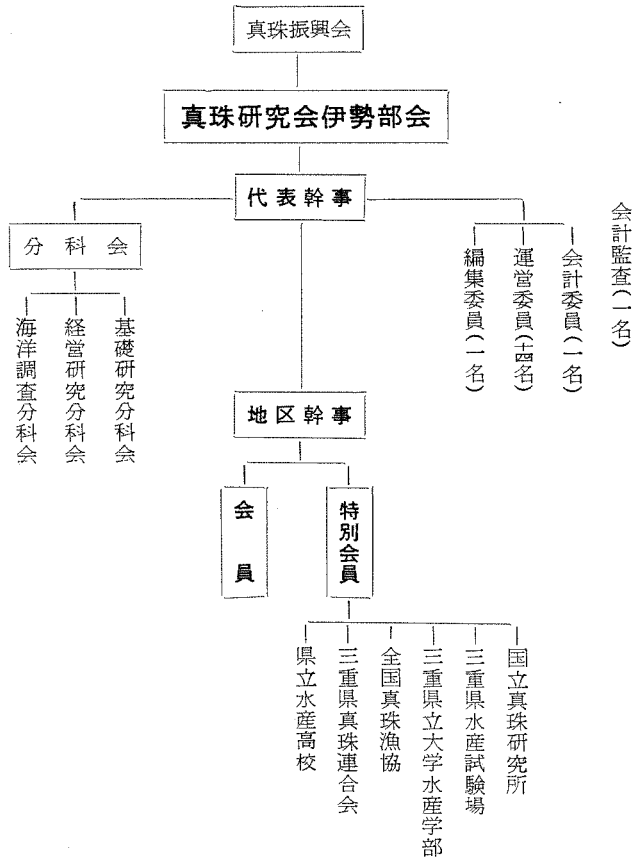 真珠振興会
真珠研究会伊勢部会
代表幹事
会計監査(一名)
会計委員(一名)
運営委員(十四名)
編集委員(一名)
分科会
基礎研究分科会
経営研究分科会
海洋調査分科会
地区幹事
特別会員
会員
国立真珠研究所
三重県水産試験場
三重県立大学水産学部
全国真珠漁協
三重県真珠連合会
県立水産高校